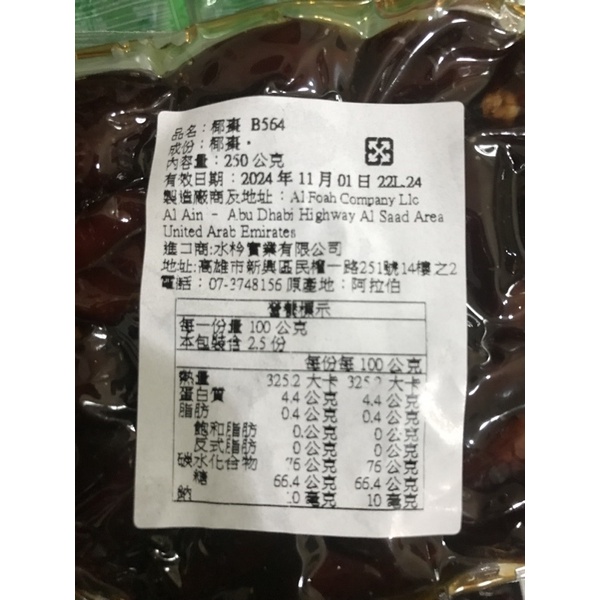 品名：椰棗 B564
成份：椰棗。
內容量：250 公克
有效日期：2024 年 11 月 01 日 22L.24
製造廠商及地址：Al Foah Company Llc
Al Ain - Abu Dhabi Highway Al Saad Area
United Arab Emirates
進口商:水枔實業有限公司
地址:高雄市新興區民權一路251號14樓之2
電話：07-3748156 原產地：阿拉伯
營養標示
每一份量 100 公克
本包裝含 2.5 份
每份 每 100 公克
熱量 325.2 大卡 325.2 大卡
蛋白質 4.4 公克 4.4 公克
脂肪 0.4 公克 0.4 公克
飽和脂肪 0 公克 0 公克
反式脂肪 0 公克 0 公克
碳水化合物 76 公克 76 公克
糖 66.4 公克 66.4 公克
鈉 10 毫克 10 毫克